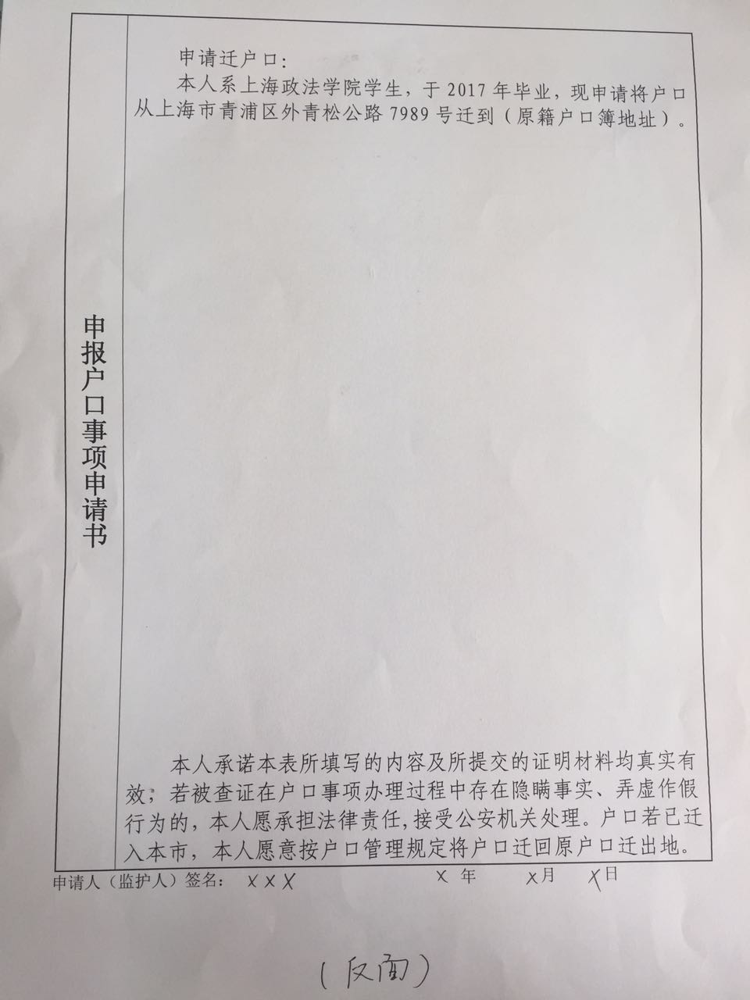 申请迁户口：
本人系上海政法学院学生，于 2017 年毕业，现申请将户口
从上海市青浦区外青松公路 7989 号迁到（原籍户口簿地址）。
申报户口事项申请书
本人承诺本表所填写的内容及所提交的证明材料均真实有
效；若被查证在户口事项办理过程中存在隐瞒事实、弄虚作假
行为的，本人愿承担法律责任,接受公安机关处理。户口若已迁
入本市，本人愿意按户口管理规定将户口迁回原户口迁出地。
申请人（监护人）签名： x x x x 年 x 月 x 日
（反面）